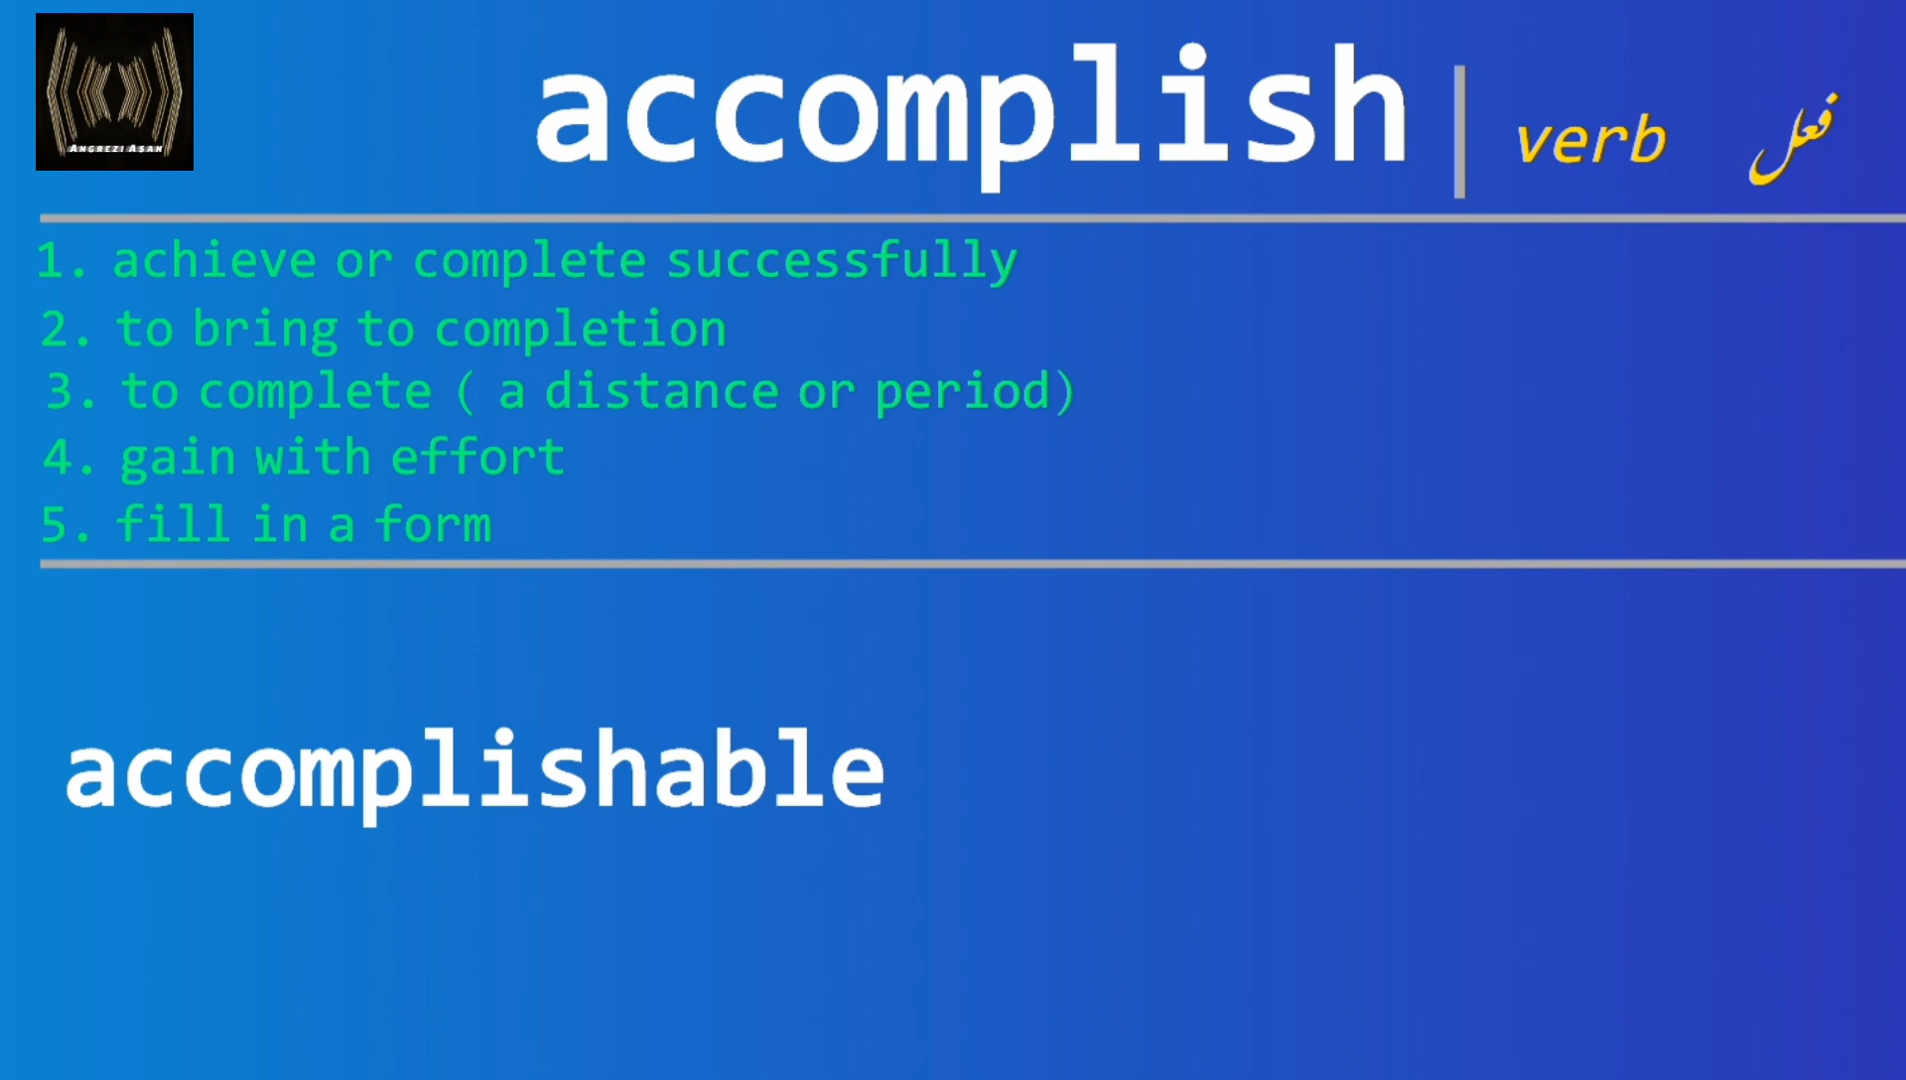 ANGREZI ASAN
accomplish | verb فعل
1. achieve or complete successfully
2. to bring to completion
3. to complete ( a distance or period)
4. gain with effort
5. fill in a form
accomplishable